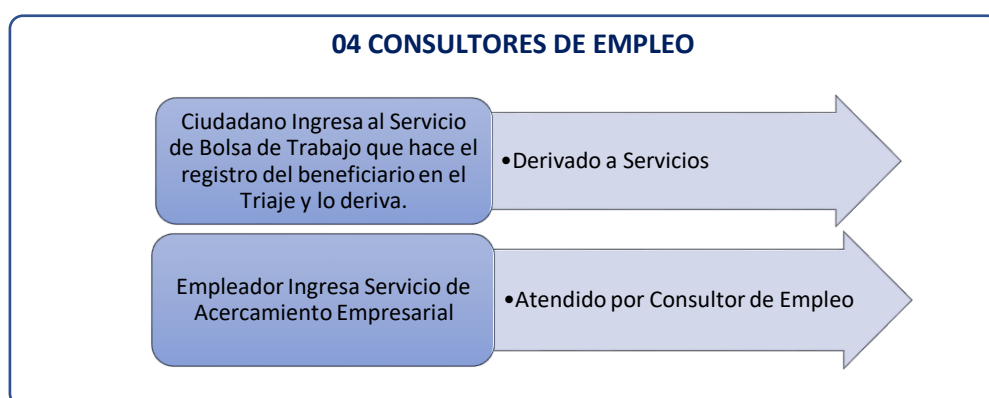 04 CONSULTORES DE EMPLEO
Ciudadano Ingresa al Servicio
de Bolsa de Trabajo que hace el
registro del beneficiario en el
Triaje y lo deriva.
•Derivado a Servicios
Empleador Ingresa Servicio de
Acercamiento Empresarial
•Atendido por Consultor de Empleo